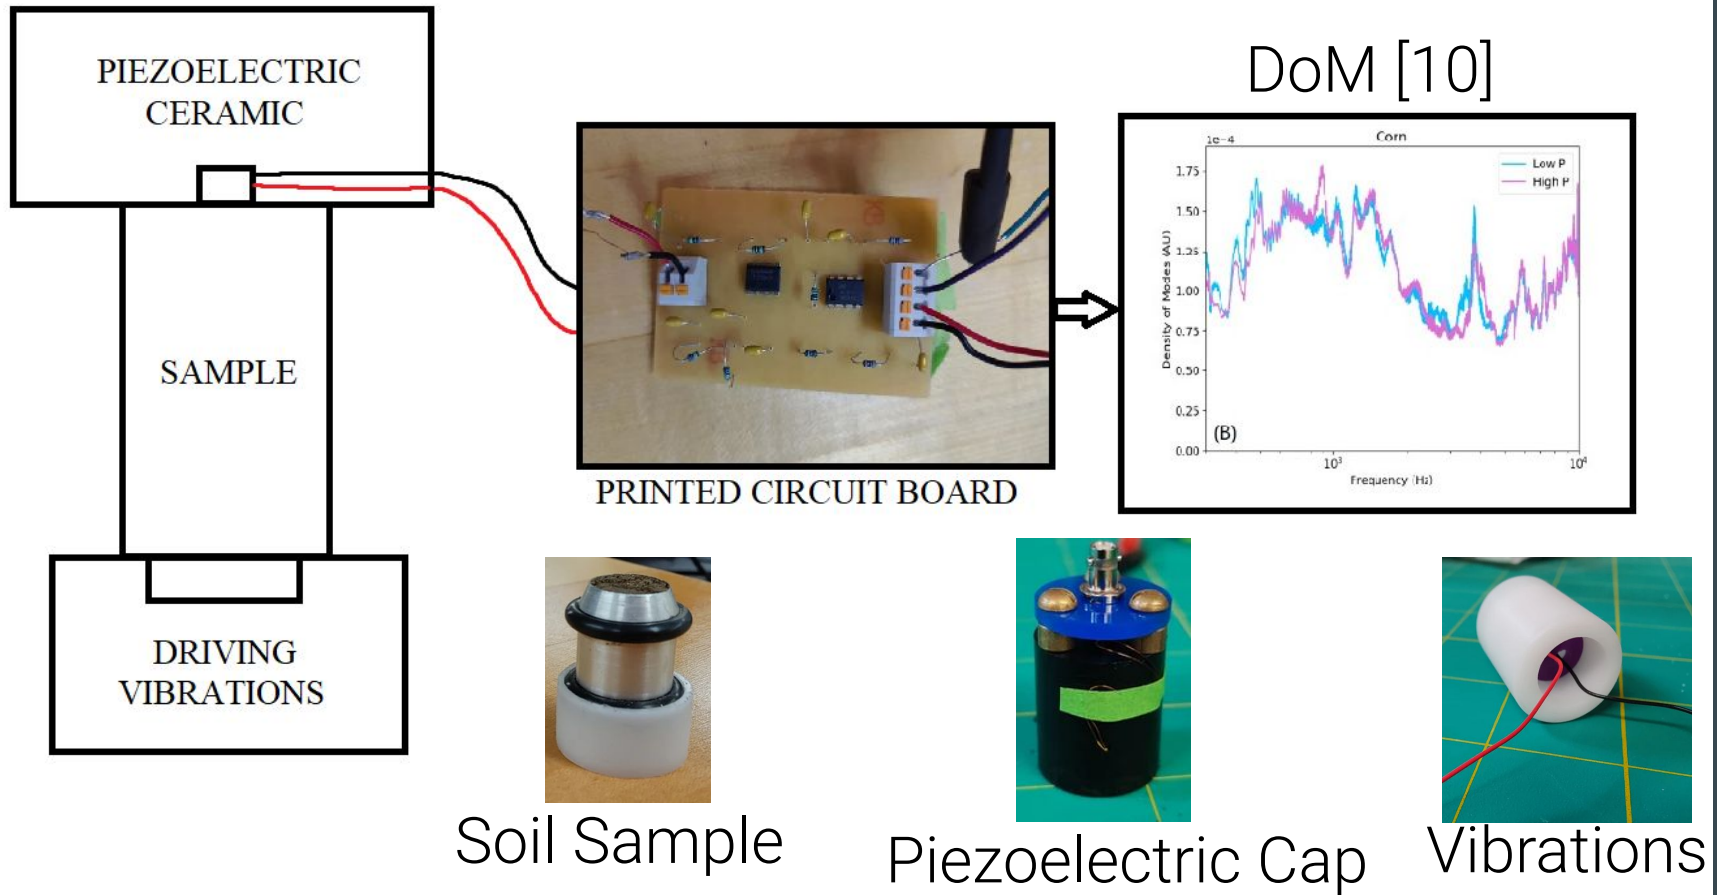 PIEZOELECTRIC
CERAMIC
SAMPLE
DRIVING
VIBRATIONS
PRINTED CIRCUIT BOARD
DoM [10]
1e−4
Corn
Low P
High P
1.75
1.50
1.25
1.00
0.75
0.50
0.25
0.00
Density of Modes (AU)
(B)
10³
10⁴
Frequency (Hz)
Soil Sample
Piezoelectric Cap
Vibrations